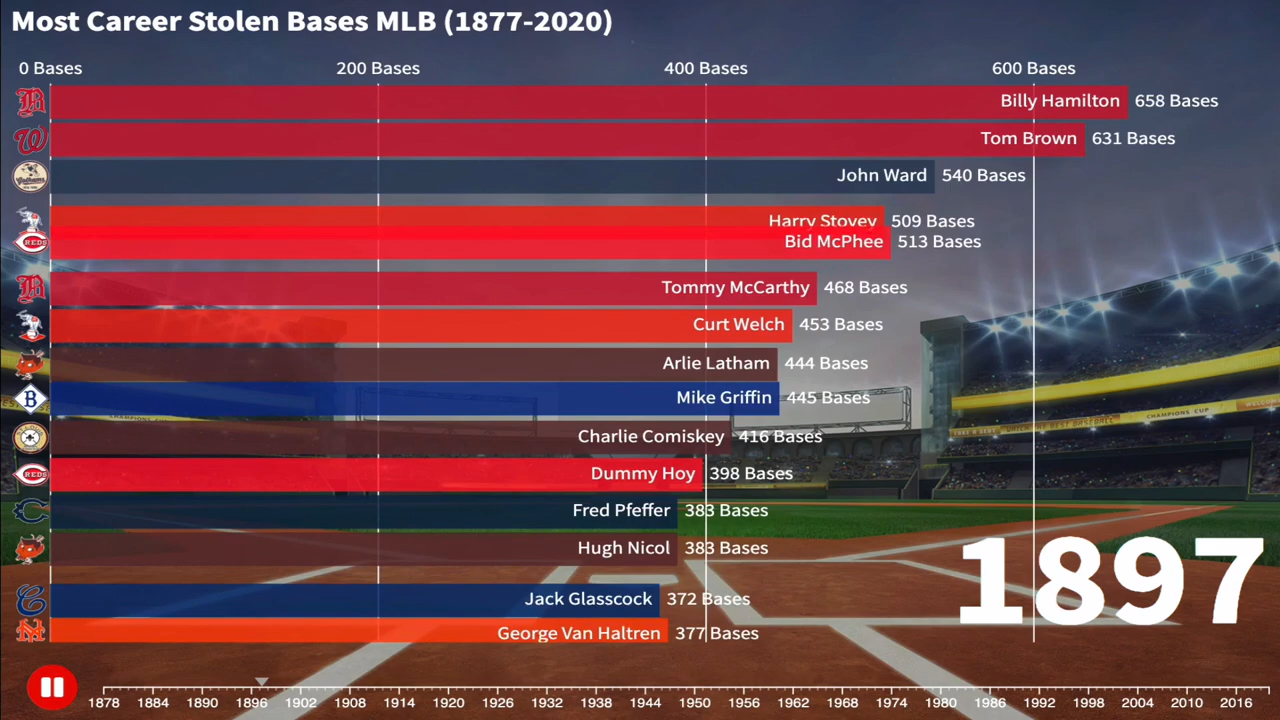 Most Career Stolen Bases MLB (1877-2020)
0 Bases 200 Bases 400 Bases 600 Bases
Billy Hamilton 658 Bases
Tom Brown 631 Bases
John Ward 540 Bases
Harry Stovey 509 Bases
REDS Bid McPhee 513 Bases
Tommy McCarthy 468 Bases
Curt Welch 453 Bases
Arlie Latham 444 Bases
B Mike Griffin 445 Bases
CHAMPIONS CUP
Charlie Comiskey 416 Bases
REDS Dummy Hoy 398 Bases
Fred Pfeffer 383 Bases
Hugh Nicol 383 Bases
Jack Glasscock 372 Bases
George Van Haltren 377 Bases
1897
1878 1884 1890 1896 1902 1908 1914 1920 1926 1932 1938 1944 1950 1956 1962 1968 1974 1980 1986 1992 1998 2004 2010 2016